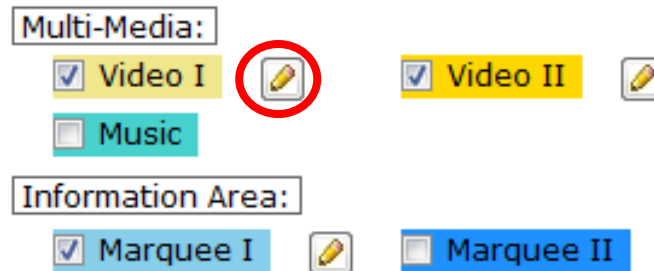 Multi-Media:
Video I Video II
Music
Information Area:
Marquee I Marquee II